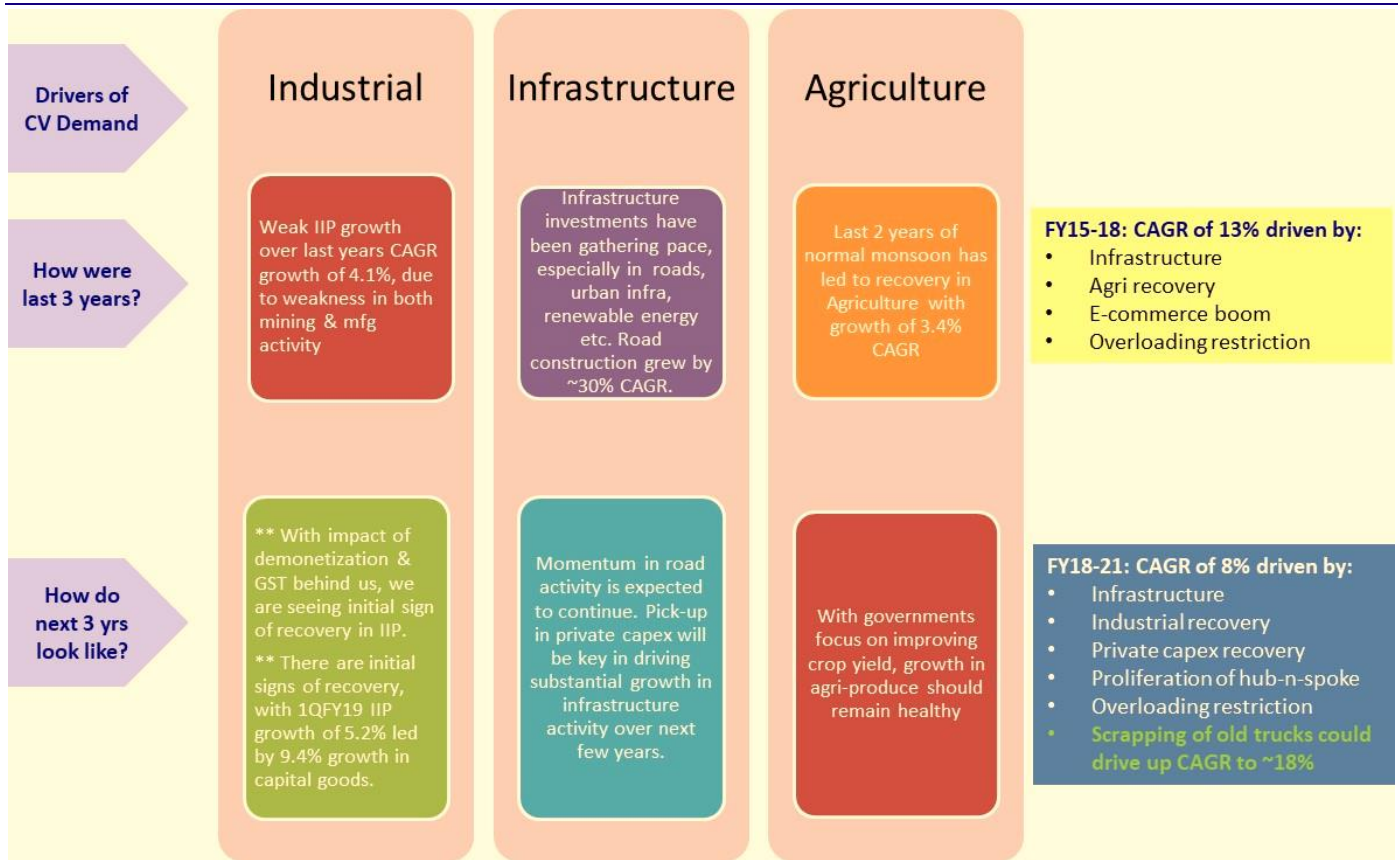 Drivers of
CV Demand
Industrial
Infrastructure
Agriculture
How were
last 3 years?
Weak IIP growth
over last years CAGR
growth of 4.1%, due
to weakness in both
mining & mfg
activity
Infrastructure
investments have
been gathering pace,
especially in roads,
urban infra,
renewable energy
etc. Road
construction grew by
~30% CAGR.
Last 2 years of
normal monsoon has
led to recovery in
Agriculture with
growth of 3.4%
CAGR
FY15-18: CAGR of 13% driven by:
• Infrastructure
• Agri recovery
• E-commerce boom
• Overloading restriction
How do
next 3 yrs
look like?
** With impact of
demonetization &
GST behind us, we
are seeing initial sign
of recovery in IIP.
** There are initial
signs of recovery,
with 1QFY19 IIP
growth of 5.2% led
by 9.4% growth in
capital goods.
Momentum in road
activity is expected
to continue. Pick-up
in private capex will
be key in driving
substantial growth in
infrastructure
activity over next
few years.
With governments
focus on improving
crop yield, growth in
agri-produce should
remain healthy
FY18-21: CAGR of 8% driven by:
• Infrastructure
• Industrial recovery
• Private capex recovery
• Proliferation of hub-n-spoke
• Overloading restriction
• Scrapping of old trucks could
drive up CAGR to ~18%